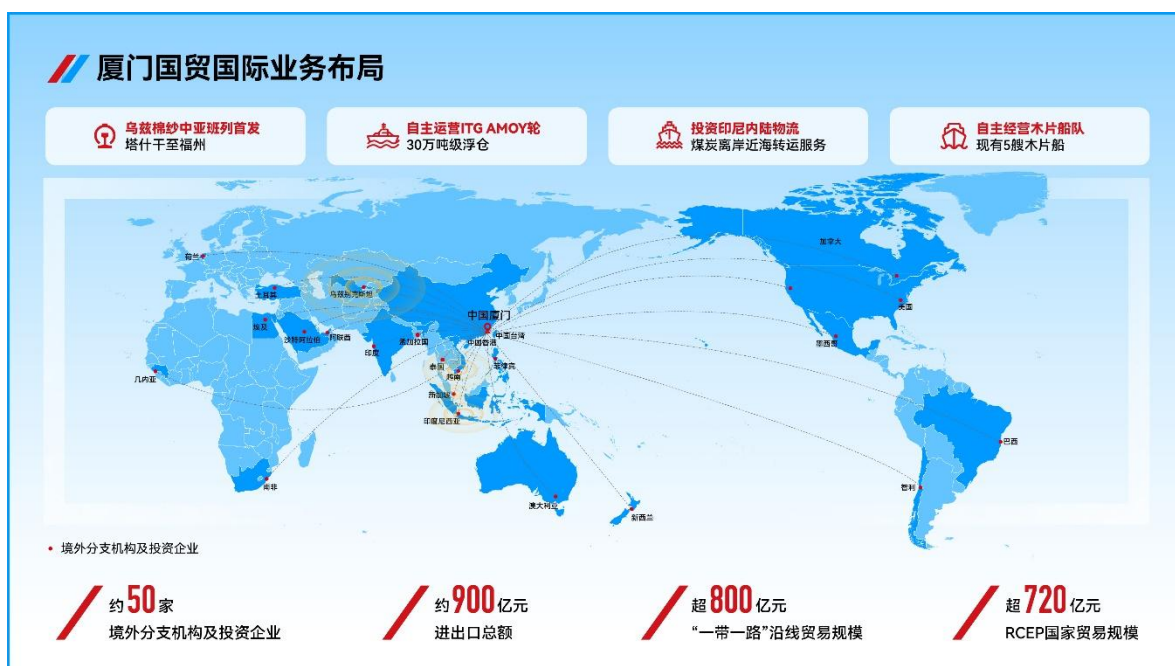 厦门国贸国际业务布局
乌兹棉纱中亚班列首发
塔什干至福州
自主运营ITG AMOY轮
30万吨级浮仓
投资印尼内陆物流
煤炭离岸近海转运服务
自主经营木片船队
现有5艘木片船
加拿大
荷兰
土耳其
乌兹别克斯坦
美国
中国厦门
埃及
沙特阿拉伯
阿联酋
中国台湾
墨西哥
印度
孟加拉国
中国香港
泰国
菲律宾
几内亚
越南
新加坡
印度尼西亚
巴西
南非
智利
澳大利亚
新西兰
境外分支机构及投资企业
约50家
境外分支机构及投资企业
约900亿元
进出口总额
超800亿元
“一带一路”沿线贸易规模
超720亿元
RCEP国家贸易规模